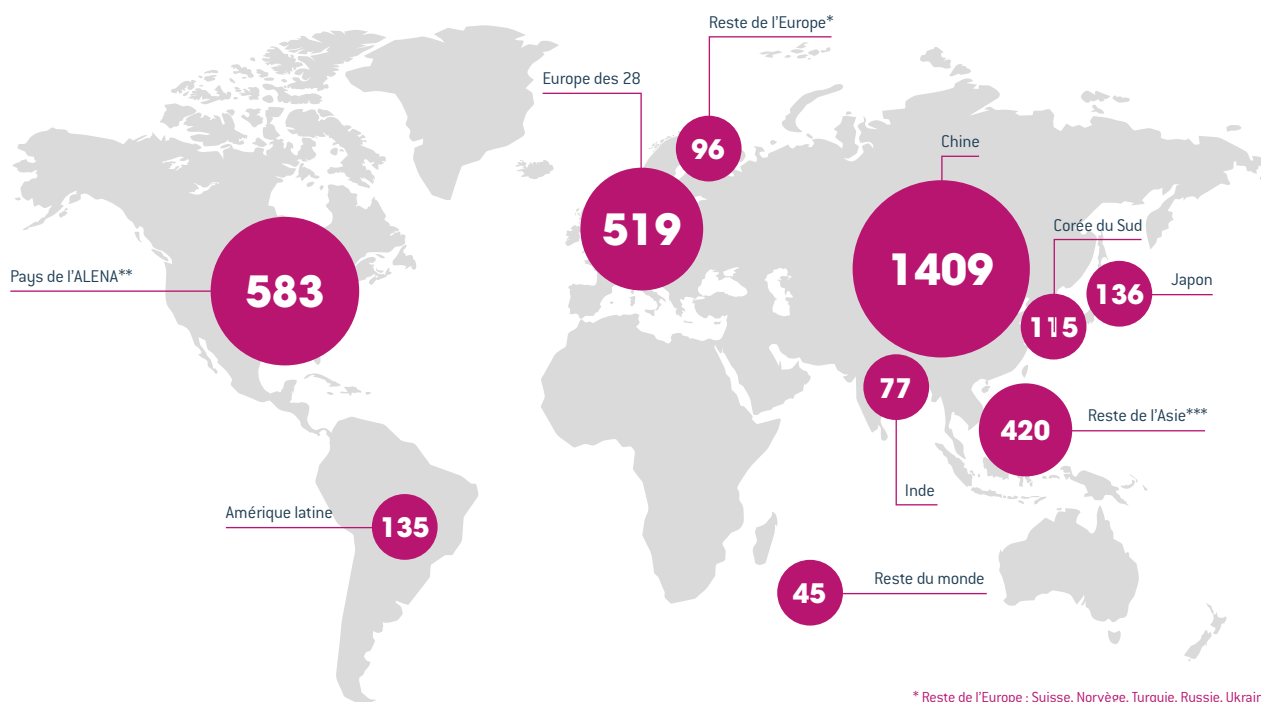 Reste de l'Europe*
Europe des 28
96
Chine
519
Corée du Sud
1409
Pays de l'ALENA**
583
136
Japon
115
77
Reste de l'Asie***
420
Inde
Amérique latine
135
Reste du monde
45
* Reste de l'Europe : Suisse, Norvège, Turquie, Russie,